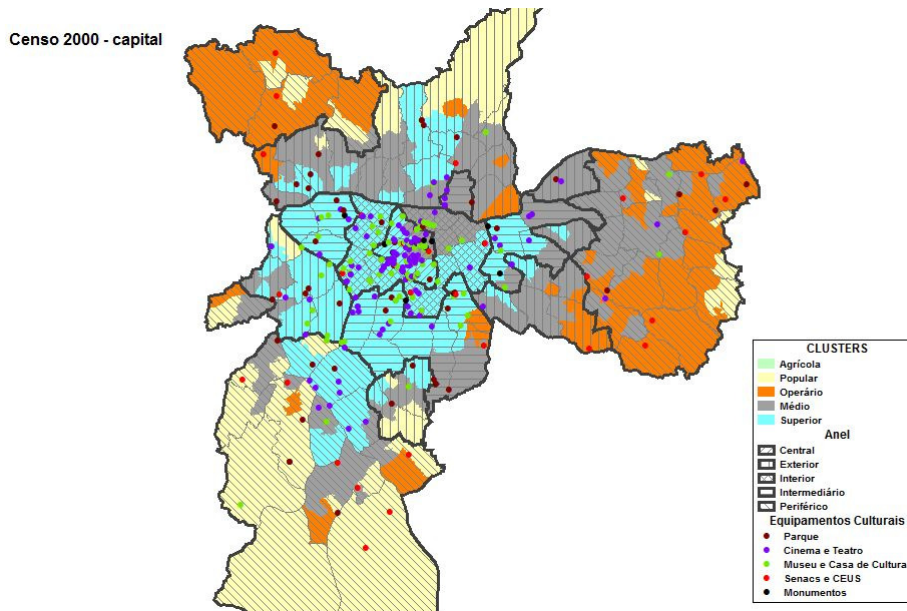 Censo 2000 - capital
CLUSTERS
Agrícola
Popular
Operário
Médio
Superior
Anel
Central
Exterior
Interior
Intermediário
Periférico
Equipamentos Culturais
Parque
Cinema e Teatro
Museu e Casa de Cultura
Senacs e CEUS
Monumentos